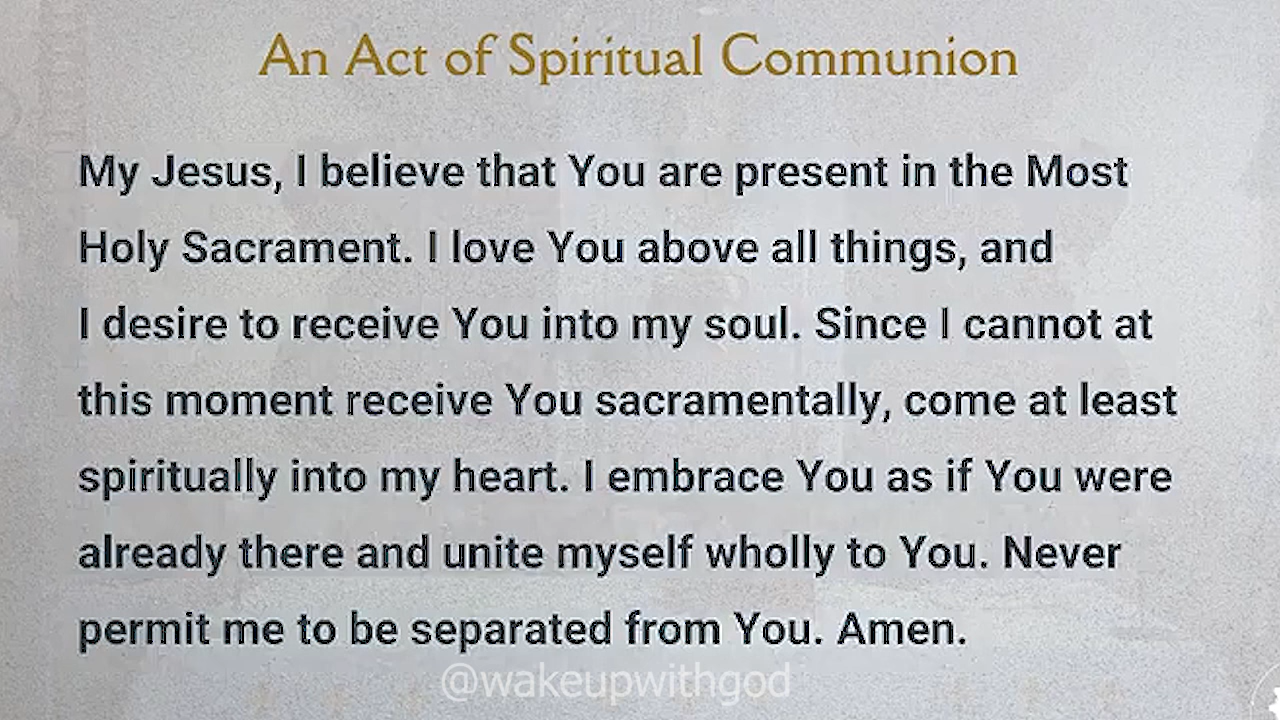 An Act of Spiritual Communion
My Jesus, I believe that You are present in the Most
Holy Sacrament. I love You above all things, and
I desire to receive You into my soul. Since I cannot at
this moment receive You sacramentally, come at least
spiritually into my heart. I embrace You as if You were
already there and unite myself wholly to You. Never
permit me to be separated from You. Amen.
@wakeupwithgod